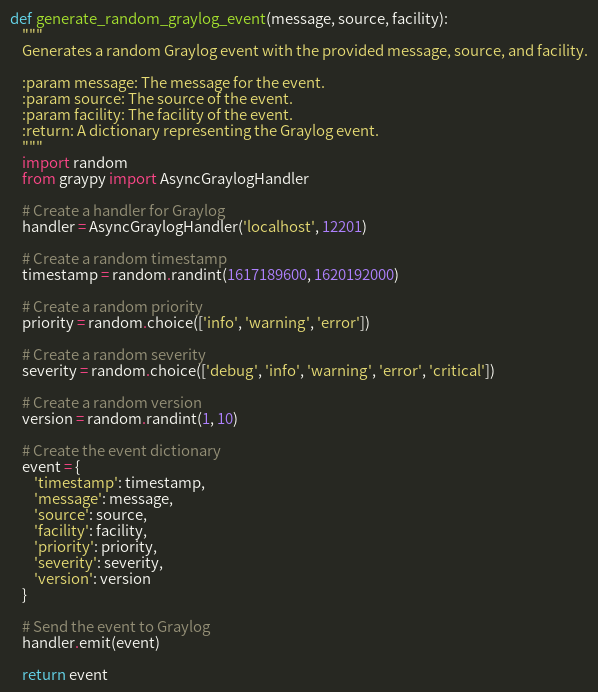 def generate_random_graylog_event(message, source, facility):
"""
Generates a random Graylog event with the provided message, source, and facility.
:param message: The message for the event.
:param source: The source of the event.
:param facility: The facility of the event.
:return: A dictionary representing the Graylog event.
"""
import random
from graypy import AsyncGraylogHandler
# Create a handler for Graylog
handler = AsyncGraylogHandler('localhost', 12201)
# Create a random timestamp
timestamp = random.randint(1617189600, 1620192000)
# Create a random priority
priority = random.choice(['info', 'warning', 'error'])
# Create a random severity
severity = random.choice(['debug', 'info', 'warning', 'error', 'critical'])
# Create a random version
version = random.randint(1, 10)
# Create the event dictionary
event = {
'timestamp': timestamp,
'message': message,
'source': source,
'facility': facility,
'priority': priority,
'severity': severity,
'version': version
}
# Send the event to Graylog
handler.emit(event)
return event